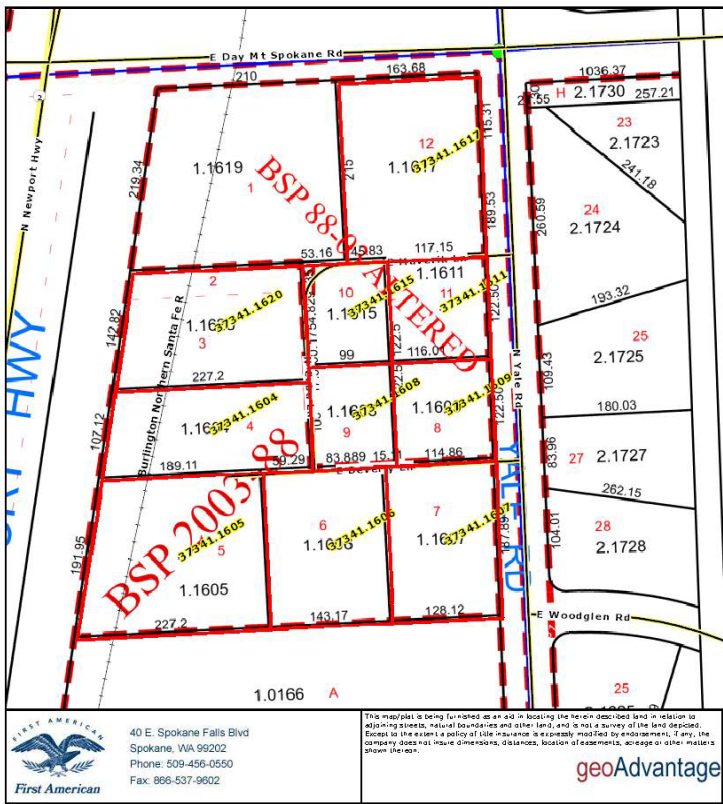 E Day Mt Spokane Rd
210
163.68
1036.37
H 2.1730 257.21
2
N Newport Hwy
219.34
1.1619
1
215
12
37341.1617
115.31
189.53
23
2.1723
241.18
260.59
24
2.1724
BSP 88-
ALTERED
53.16
117.15
1.1611
2
10
11
37341.1620
37341.1615
37341.1611
3
142.82
122.50
193.32
25
2.1725
Burlington Northern Santa Fe R
HWY
N Yale Rd
99
227.2
109.43
180.03
37341.1604
37341.1608
37341.1609
4
9
8
107.12
122.50
83.96
27
2.1727
189.11
59.29
83.889
114.86
E Beverly Ln
262.15
BSP 2003-88
YALE RD
37341.1605
37341.1606
37341.1607
5
6
7
191.95
187.89
104.01
28
2.1728
1.1605
227.2
143.17
128.12
E Woodglen Rd
1.0166 A
25
FIRST AMERICAN
First American
40 E. Spokane Falls Blvd
Spokane, WA 99202
Phone: 509-456-0550
Fax: 866-537-9602
This map/plat is being furnished as an aid in locating the herein described land in relation to
adjoining streets, natural boundaries and other land, and is not a survey of the land depicted.
Except to the extent a policy of title insurance is expressly modified by endorsement, if any, the
company does not insure dimensions, distances, location of easements, acreage or other matters
shown thereon.
geoAdvantage